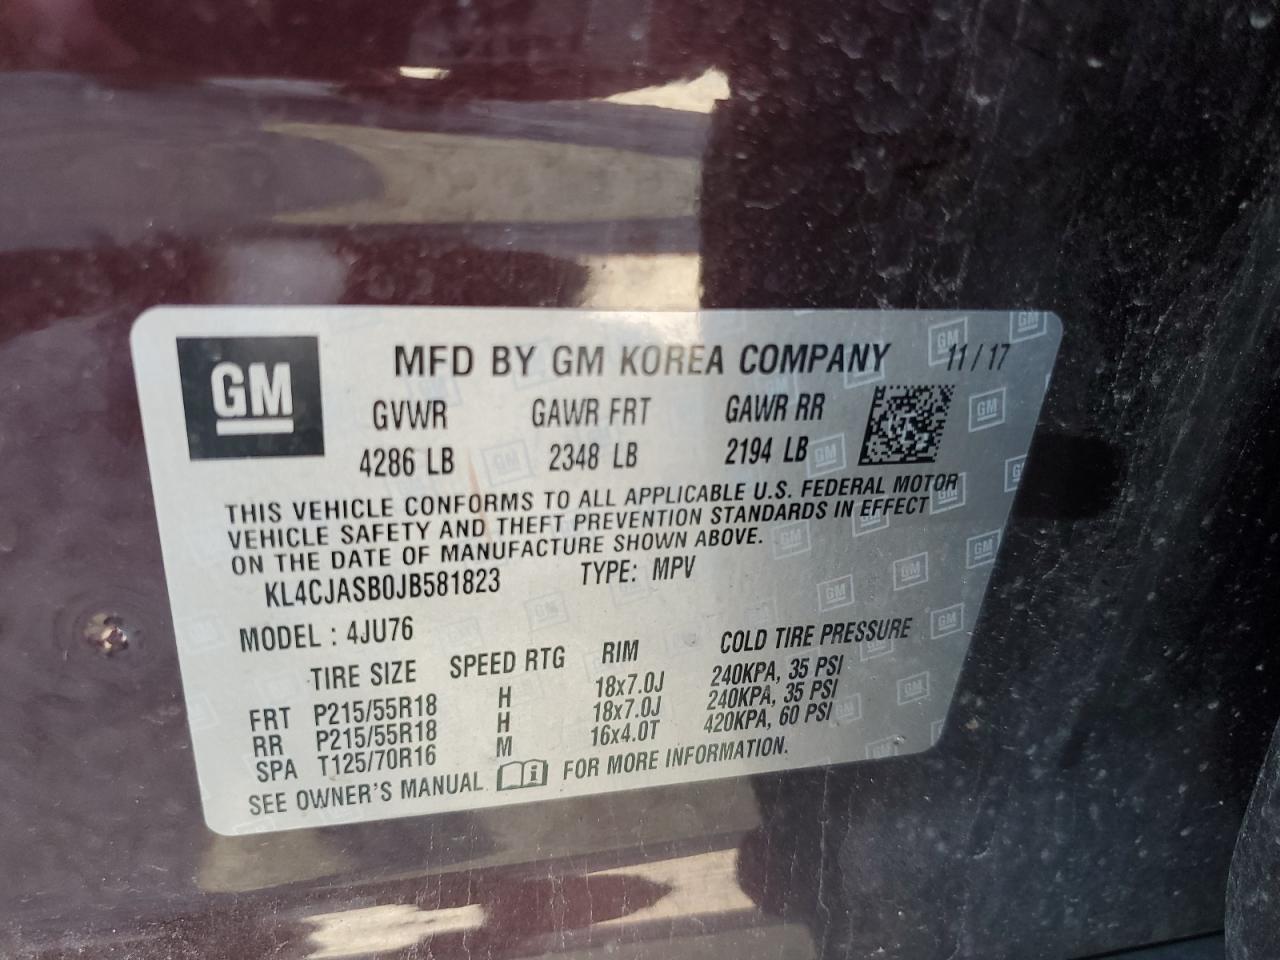 GM
MFD BY GM KOREA COMPANY 11/17
GVWR GAWR FRT GAWR RR
4286 LB 2348 LB 2194 LB
THIS VEHICLE CONFORMS TO ALL APPLICABLE U.S. FEDERAL MOTOR
VEHICLE SAFETY AND THEFT PREVENTION STANDARDS IN EFFECT
ON THE DATE OF MANUFACTURE SHOWN ABOVE.
KL4CJASB0JB581823 TYPE: MPV
MODEL : 4JU76
TIRE SIZE SPEED RTG RIM COLD TIRE PRESSURE
FRT P215/55R18 H 18x7.0J 240KPA, 35 PSI
RR P215/55R18 H 18x7.0J 240KPA, 35 PSI
SPA T125/70R16 M 16x4.0T 420KPA, 60 PSI
SEE OWNER'S MANUAL FOR MORE INFORMATION.